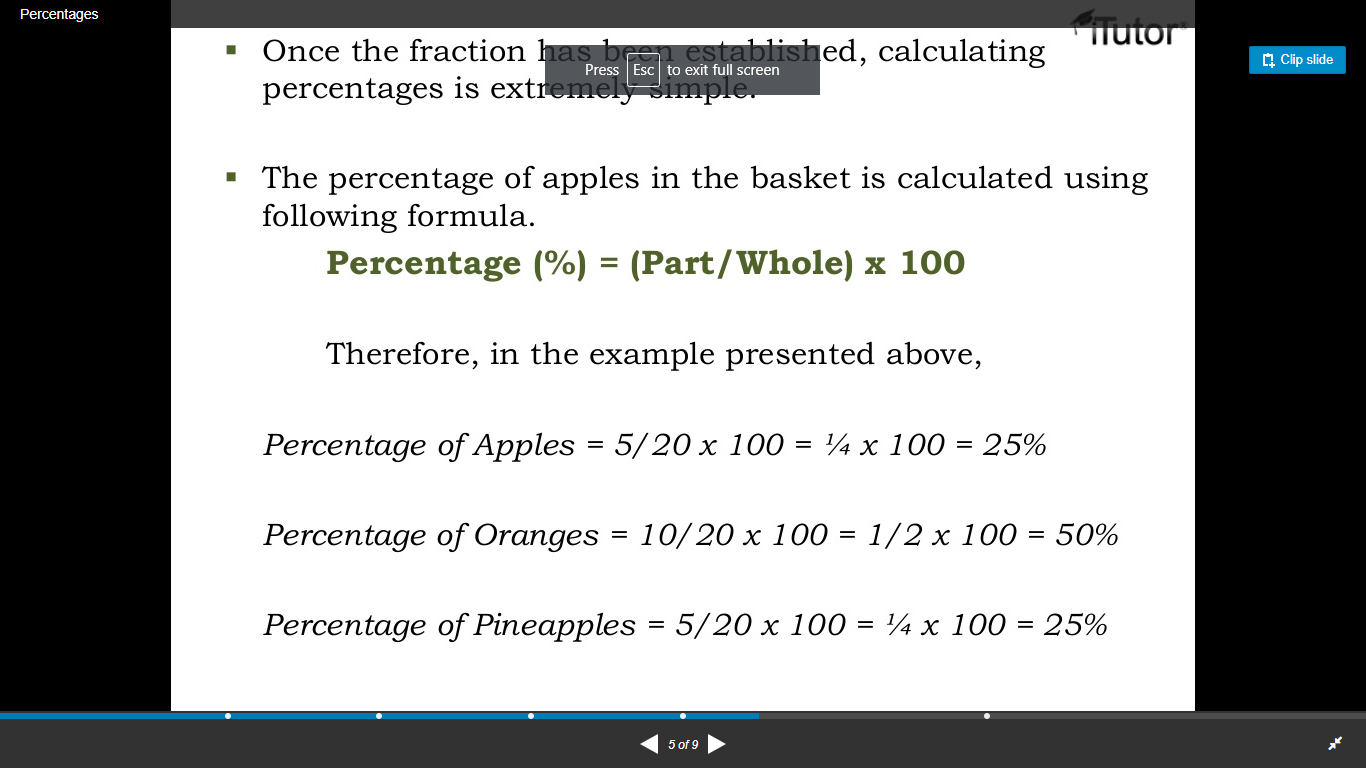 Percentages
iTutor
Once the fraction has been established, calculating
percentages is extremely simple.
Press Esc to exit full screen
Clip slide
The percentage of apples in the basket is calculated using
following formula.
Percentage (%) = (Part/Whole) x 100
Therefore, in the example presented above,
Percentage of Apples = 5/20 x 100 = ¼ x 100 = 25%
Percentage of Oranges = 10/20 x 100 = 1/2 x 100 = 50%
Percentage of Pineapples = 5/20 x 100 = ¼ x 100 = 25%
5 of 9